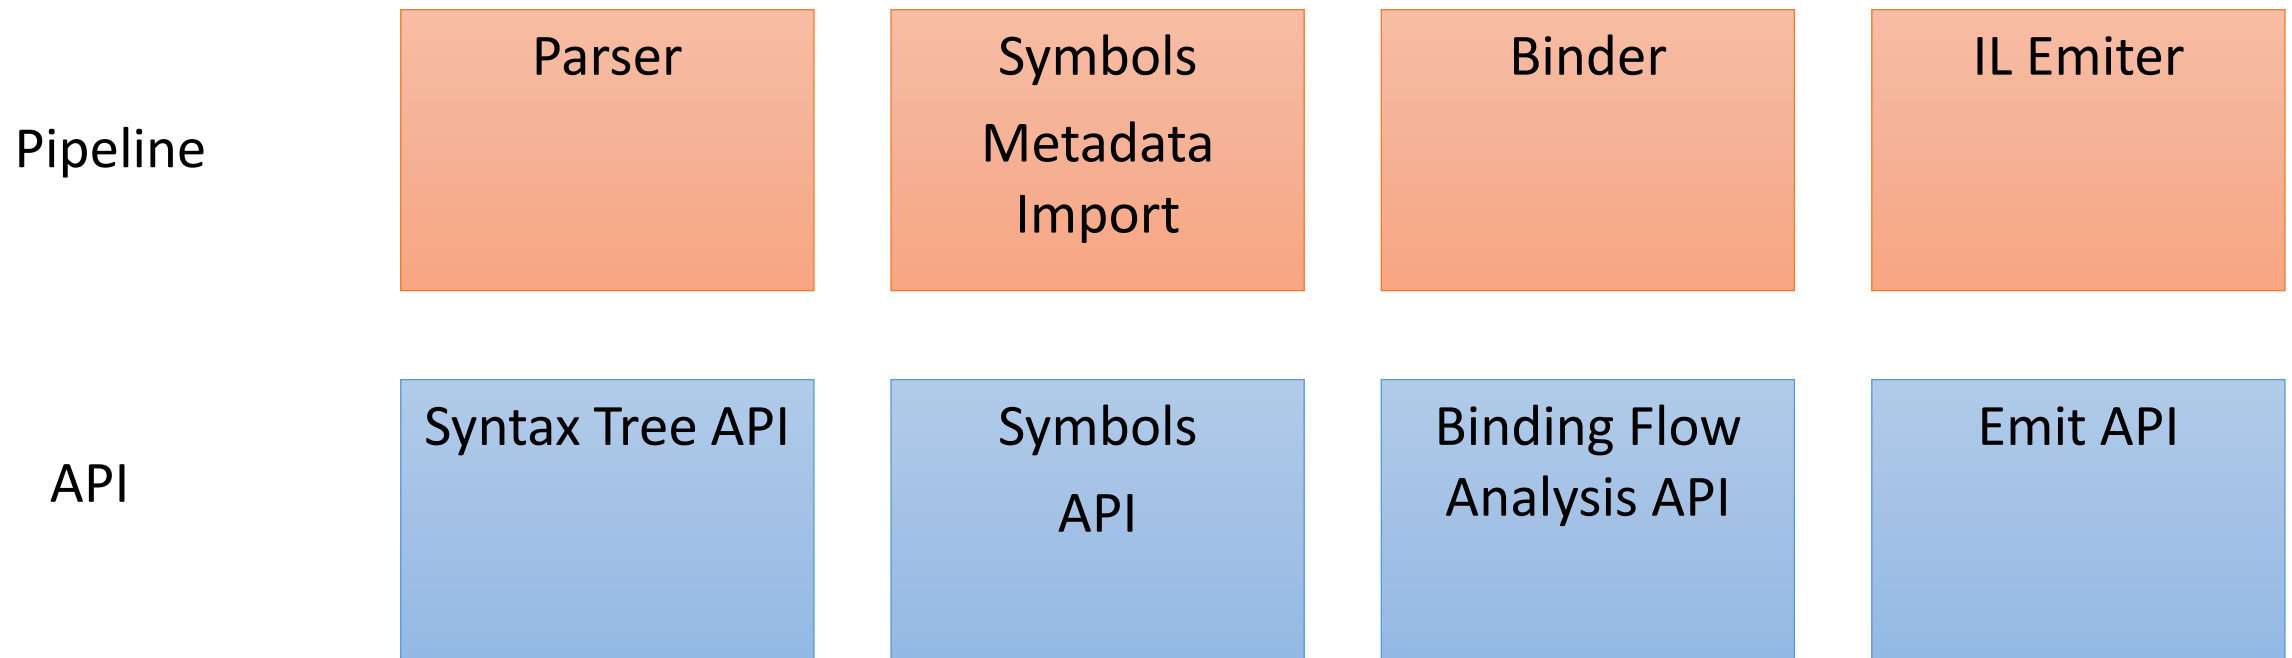 Pipeline
Parser
Symbols
Metadata
Import
Binder
IL Emiter
API
Syntax Tree API
Symbols
API
Binding Flow
Analysis API
Emit API